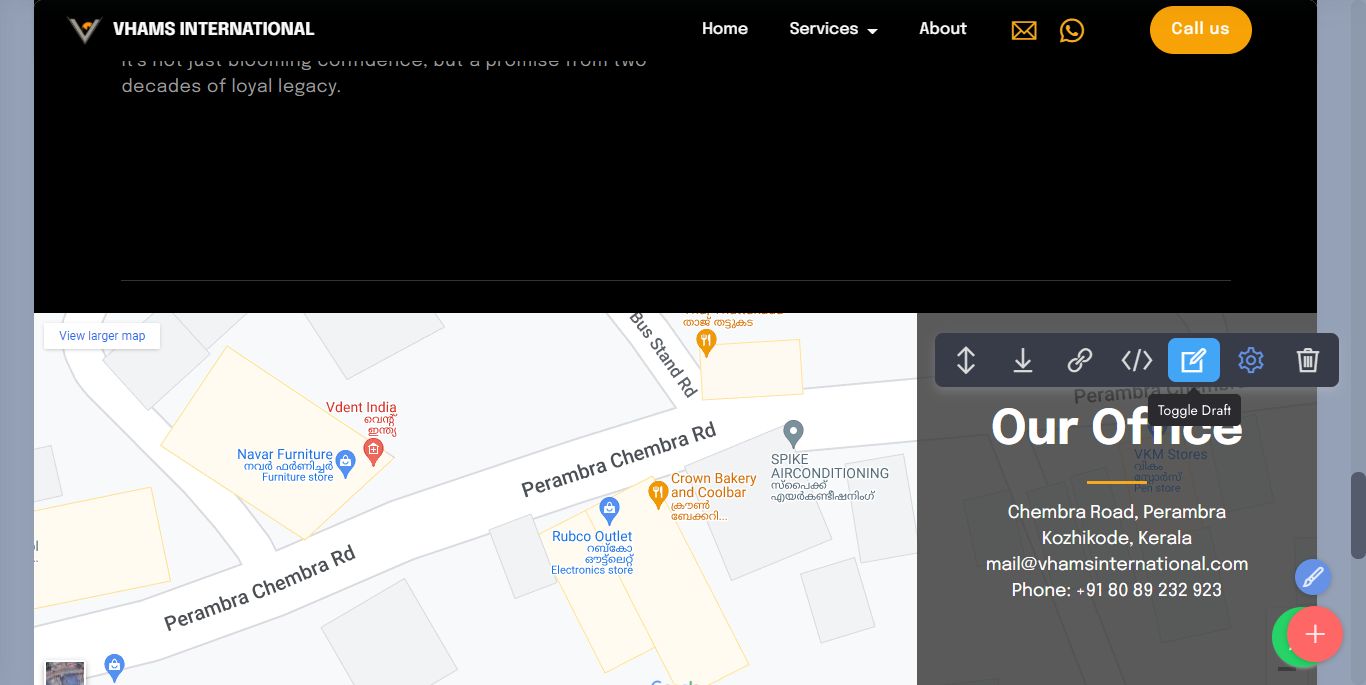 VHAMS INTERNATIONAL
Home
Services
About
Call us
it's not just blooming confidence, but a promise from two
decades of loyal legacy.
View larger map
Bus Stand Rd
താജ് തട്ടുകട
Vdent India
വെന്റ്
ഇന്ത്യ
Navar Furniture
നവർ ഫർണിച്ചർ
Furniture store
Perambra Chembra Rd
SPIKE
AIRCONDITIONING
സ്പൈക്ക്
എയർകണ്ടീഷനിംഗ്
Crown Bakery
and Coolbar
ക്രൗൺ
ബേക്കറി...
Rubco Outlet
റബ്കോ
ഔട്ട്ലെറ്റ്
Electronics store
Perambra Chembra Rd
Toggle Draft
Our Office
VKM Stores
വികം
സ്റ്റോർസ്
Pen store
Chembra Road, Perambra
Kozhikode, Kerala
mail@vhamsinternational.com
Phone: +91 80 89 232 923